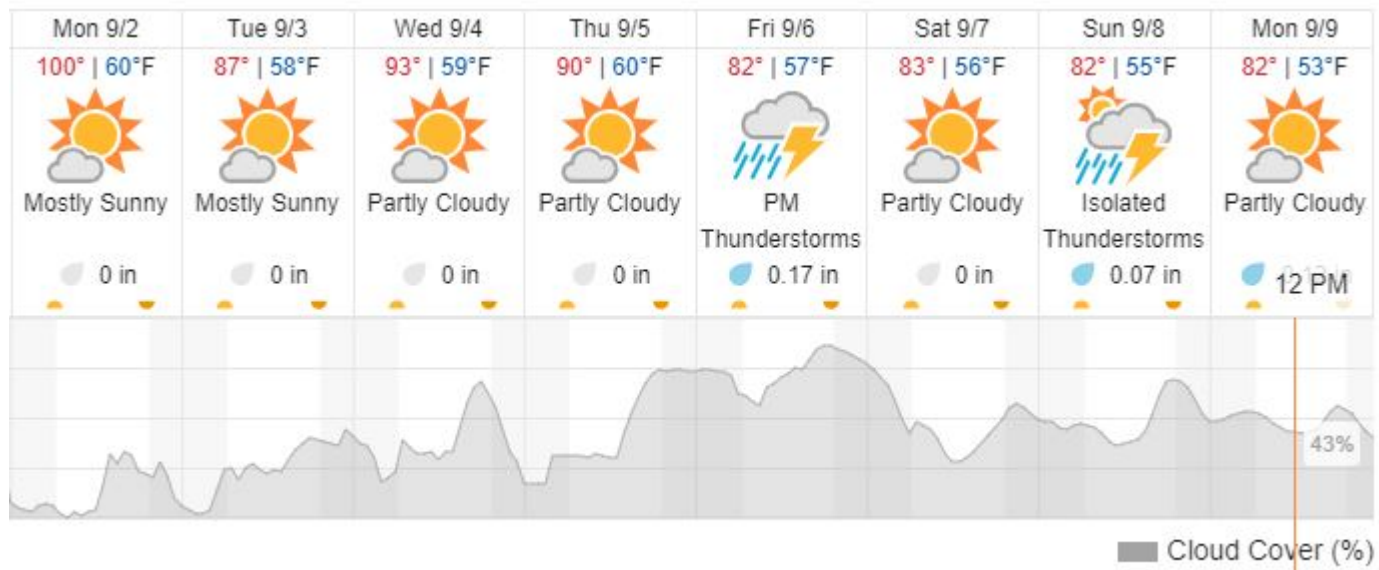 Mon 9/2 Tue 9/3 Wed 9/4 Thu 9/5 Fri 9/6 Sat 9/7 Sun 9/8 Mon 9/9
100° | 60°F 87° | 58°F 93° | 59°F 90° | 60°F 82° | 57°F 83° | 56°F 82° | 55°F 82° | 53°F
Mostly Sunny Mostly Sunny Partly Cloudy Partly Cloudy PM Partly Cloudy Isolated Partly Cloudy
Thunderstorms Thunderstorms
0 in 0 in 0 in 0 in 0.17 in 0 in 0.07 in
12 PM
43%
Cloud Cover (%)